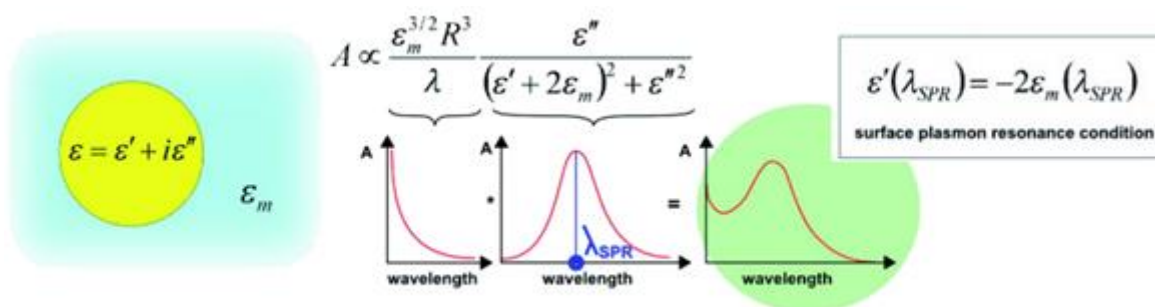 A ∝ ε_m^{3/2} R^3 / λ · ε″ / ((ε′ + 2ε_m)^2 + ε″^2)
ε = ε′ + iε″
ε_m
ε′(λ_SPR) = −2ε_m(λ_SPR)
surface plasmon resonance condition
A
wavelength
*
A
λSPR
wavelength
=
A
wavelength